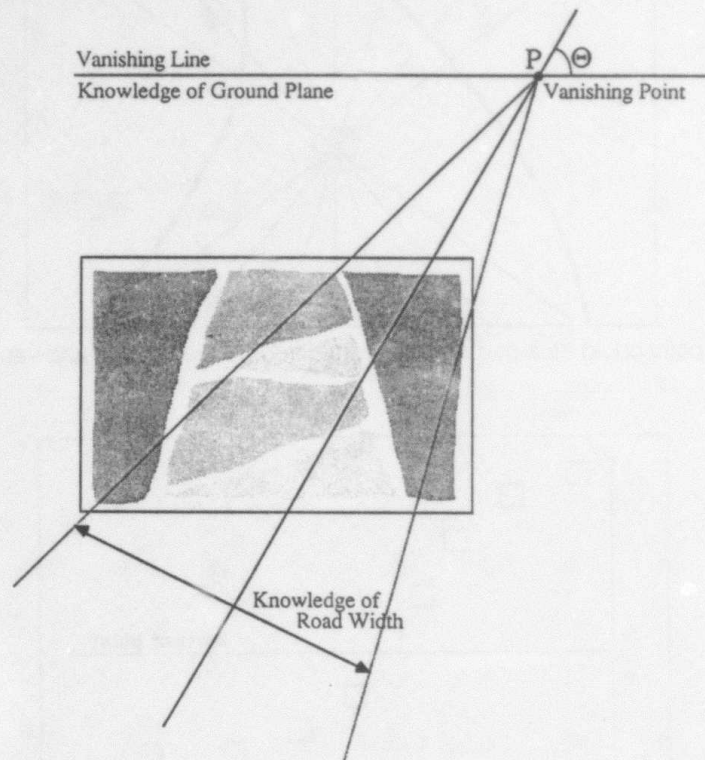 Vanishing Line
P Θ
Knowledge of Ground Plane
Vanishing Point
Knowledge of
Road Width